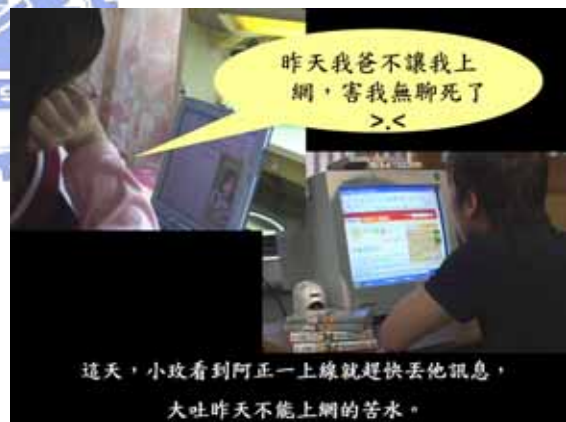 昨天我爸不讓我上
網，害我無聊死了
>.<
這天，小玫看到阿正一上線就趕快丟他訊息，
大吐昨天不能上網的苦水。